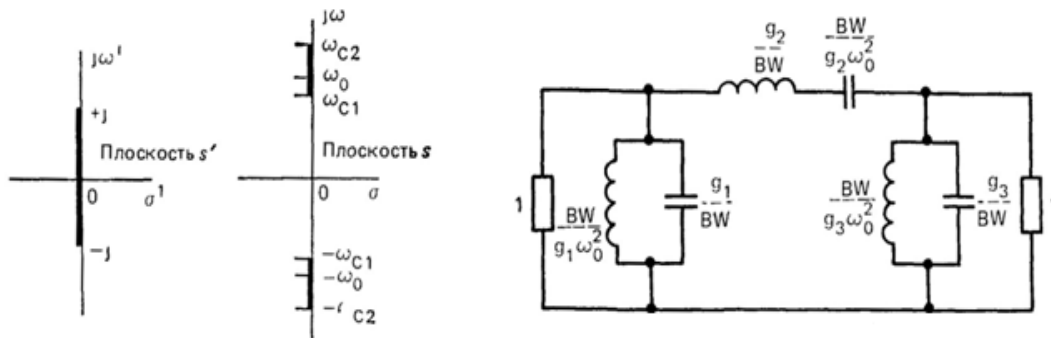 jω'
+j
Плоскость s'
0
σ'
-j
jω
ωC2
ω0
ωC1
Плоскость s
0
σ
-ωC1
-ω0
C2
g2
BW
BW
g2ω0²
1
BW
g1ω0²
g1
BW
BW
g3ω0²
g3
BW